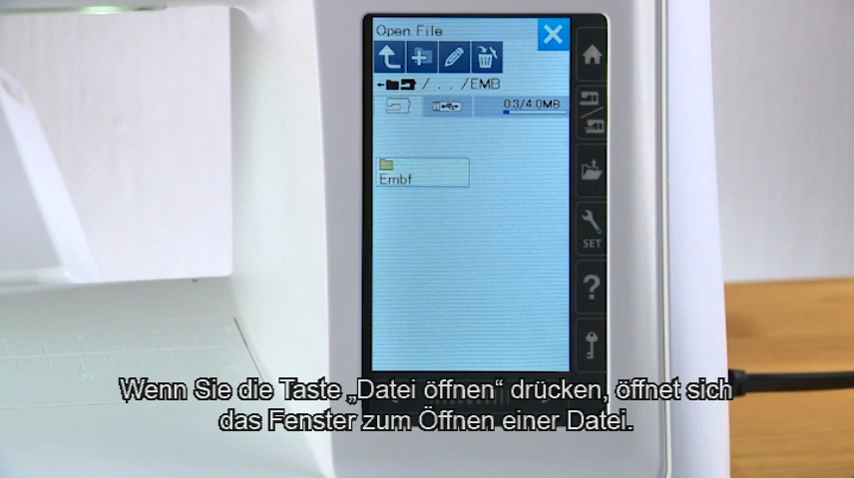 Open File
/ . . /EMB
0.3/4.0MB
Embf
SET
?
Wenn Sie die Taste „Datei öffnen“ drücken, öffnet sich
das Fenster zum Öffnen einer Datei.